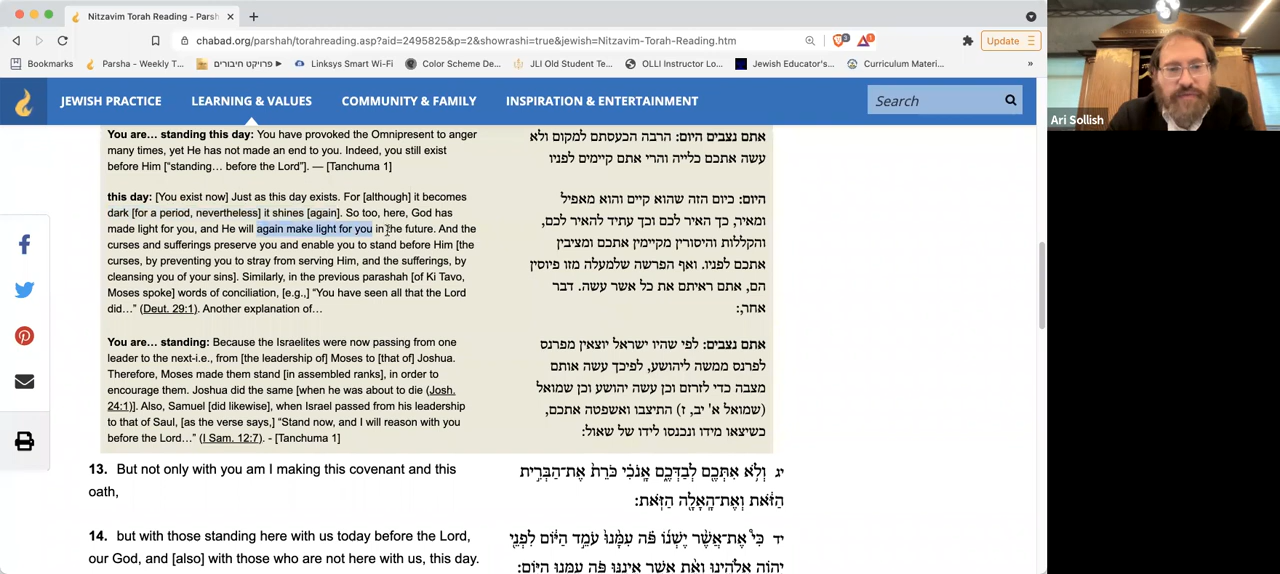 Nitzavim Torah Reading - Parsh
chabad.org/parshah/torahreading.asp?aid=2495825&p=2&showrashi=true&jewish=Nitzavim-Torah-Reading.htm
Update
Bookmarks
Parsha - Weekly T...
פרויקט חיבורים
Linksys Smart Wi-Fi
Color Scheme De...
JLI Old Student Te...
OLLI Instructor Lo...
Jewish Educator's...
Curriculum Materi...
JEWISH PRACTICE
LEARNING & VALUES
COMMUNITY & FAMILY
INSPIRATION & ENTERTAINMENT
Search
Ari Sollish
You are… standing this day: You have provoked the Omnipresent to anger
many times, yet He has not made an end to you. Indeed, you still exist
before Him [“standing… before the Lord”]. — [Tanchuma 1]
אתם נצבים היום: הרבה הכעסתם למקום ולא
עשה אתכם כלייה והרי אתם קיימים לפניו
this day: [You exist now] Just as this day exists. For [although] it becomes
dark [for a period, nevertheless] it shines [again]. So too, here, God has
made light for you, and He will again make light for you in the future. And the
curses and sufferings preserve you and enable you to stand before Him [the
curses, by preventing you to stray from serving Him, and the sufferings, by
cleansing you of your sins]. Similarly, in the previous parashah [of Ki Tavo,
Moses spoke] words of conciliation, [e.g.,] “You have seen all that the Lord
did…” (Deut. 29:1). Another explanation of…
היום: כיום הזה שהוא קיים והוא מאפיל
ומאיר, כך האיר לכם וכך עתיד להאיר לכם,
והקללות והיסורין מקיימין אתכם ומציבין
אתכם לפניו. ואף הפרשה שלמעלה מזו פיוסין
הם, אתם ראיתם את כל אשר עשה. דבר
אחר,:
You are… standing: Because the Israelites were now passing from one
leader to the next-i.e., from [the leadership of] Moses to [that of] Joshua.
Therefore, Moses made them stand [in assembled ranks], in order to
encourage them. Joshua did the same [when he was about to die (Josh.
24:1)]. Also, Samuel [did likewise], when Israel passed from his leadership
to that of Saul, [as the verse says,] “Stand now, and I will reason with you
before the Lord…” (I Sam. 12:7). - [Tanchuma 1]
אתם נצבים: לפי שהיו ישראל יוצאין מפרנס
לפרנס ממשה ליהושע, לפיכך עשה אותם
מצבה כדי לזרזם וכן עשה יהושע וכן שמואל
(שמואל א' יב, ז) התיצבו ואשפטה אתכם,
כשיצאו מידו ונכנסו לידו של שאול:
13. But not only with you am I making this covenant and this
oath,
יג וְלֹ֥א אִתְּכֶ֖ם לְבַדְּכֶ֑ם אָֽנֹכִ֗י כֹּרֵת֙ אֶת־הַבְּרִ֣ית
הַזֹּ֔את וְאֶת־הָֽאָלָ֖ה הַזֹּֽאת:
14. but with those standing here with us today before the Lord,
our God, and [also] with those who are not here with us, this day.
יד כִּי֩ אֶת־אֲשֶׁ֨ר יֶשְׁנ֜וֹ פֹּ֗ה עִמָּ֨נוּ֙ עֹמֵ֣ד הַיּ֔וֹם לִפְנֵ֖י
יְהֹוָ֣ה אֱלֹהֵ֑ינוּ וְאֵ֨ת אֲשֶׁ֥ר אֵינֶ֛נּוּ פֹּ֖ה עִמָּ֥נוּ הַיּֽוֹם: